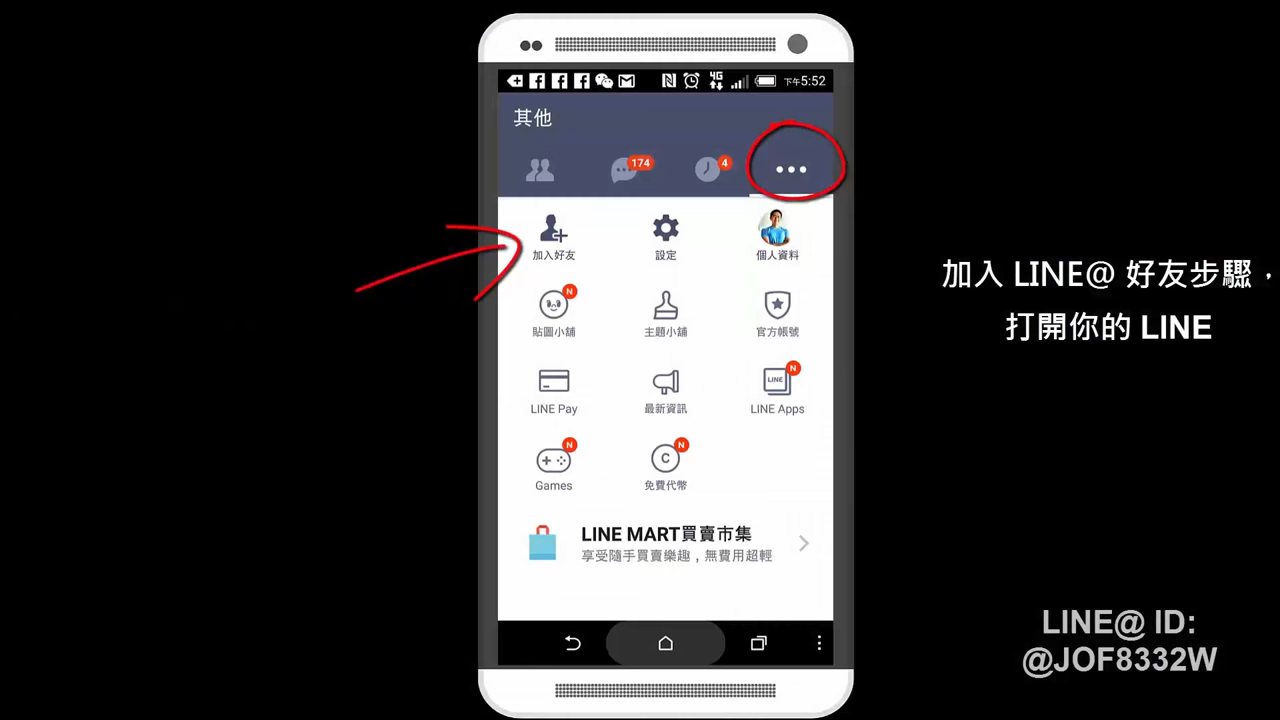 下午5:52
其他
174
4
加入好友
設定
個人資料
N
貼圖小舖
主題小舖
官方帳號
LINE
N
LINE Pay
最新資訊
LINE Apps
N
N
C
Games
免費代幣
LINE MART買賣市集
享受隨手買賣樂趣，無費用超輕
加入 LINE@ 好友步驟，
打開你的 LINE
LINE@ ID:
@JOF8332W